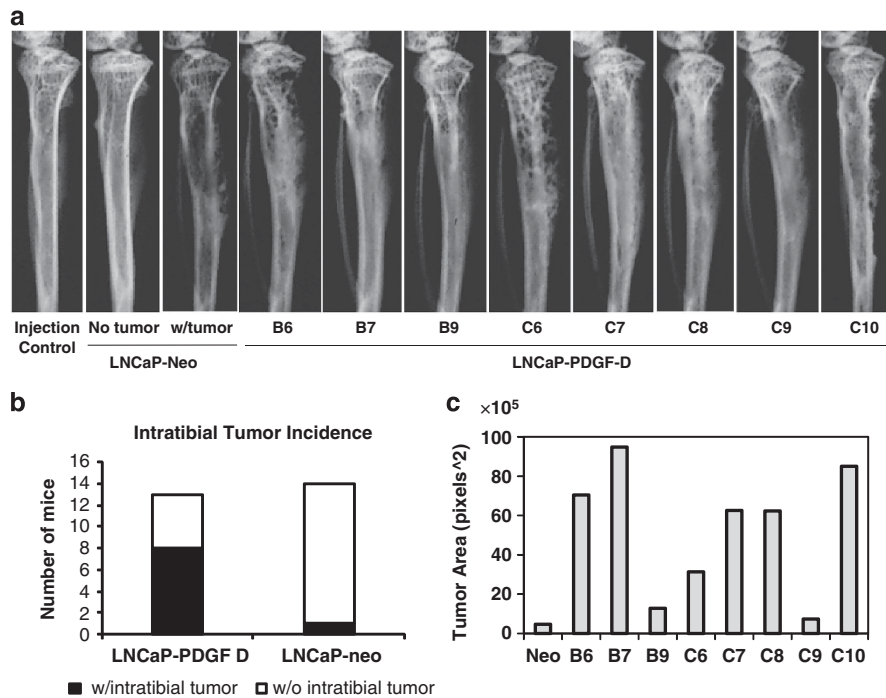 a
Injection Control
No tumor
w/tumor
B6
B7
B9
C6
C7
C8
C9
C10
LNCaP-Neo
LNCaP-PDGF-D
b
Intratibial Tumor Incidence
Number of mice
16
14
12
10
8
6
4
2
0
LNCaP-PDGF D
LNCaP-neo
w/intratibial tumor
w/o intratibial tumor
c
×10⁵
Tumor Area (pixels^2)
100
80
60
40
20
0
Neo B6 B7 B9 C6 C7 C8 C9 C10